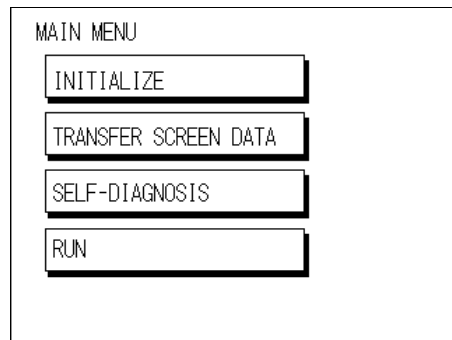 MAIN MENU
INITIALIZE
TRANSFER SCREEN DATA
SELF-DIAGNOSIS
RUN